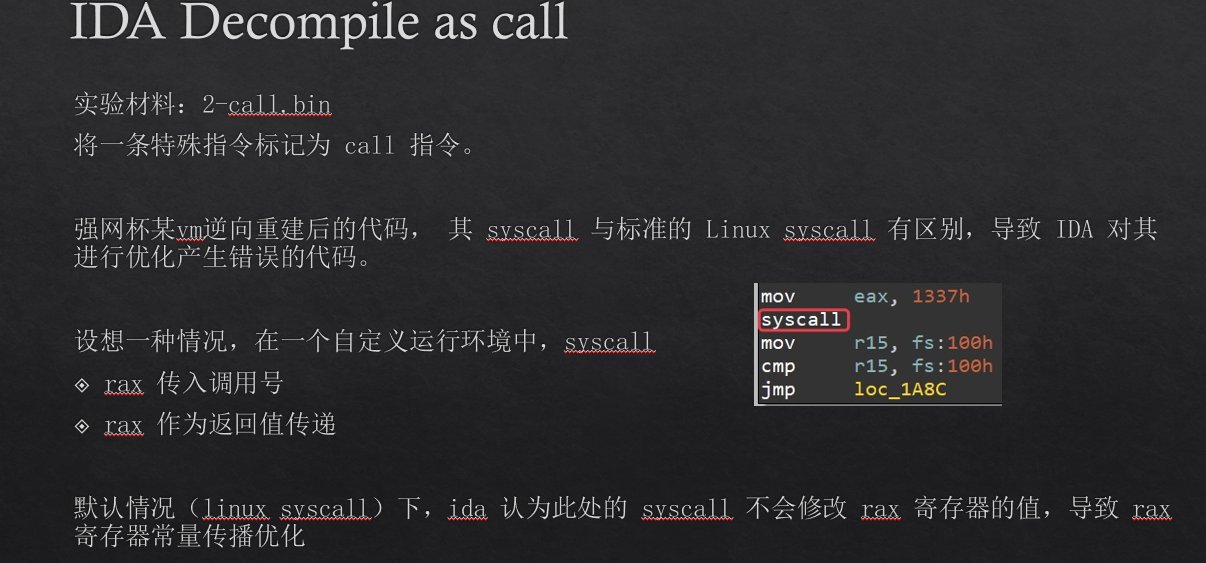 IDA Decompile as call
实验材料：2-call.bin
将一条特殊指令标记为 call 指令。
强网杯某vm逆向重建后的代码， 其 syscall 与标准的 Linux syscall 有区别，导致 IDA 对其
进行优化产生错误的代码。
mov eax, 1337h
syscall
mov r15, fs:100h
cmp r15, fs:100h
jmp loc_1A8C
设想一种情况，在一个自定义运行环境中，syscall
rax 传入调用号
rax 作为返回值传递
默认情况（linux syscall）下，ida 认为此处的 syscall 不会修改 rax 寄存器的值，导致 rax
寄存器常量传播优化